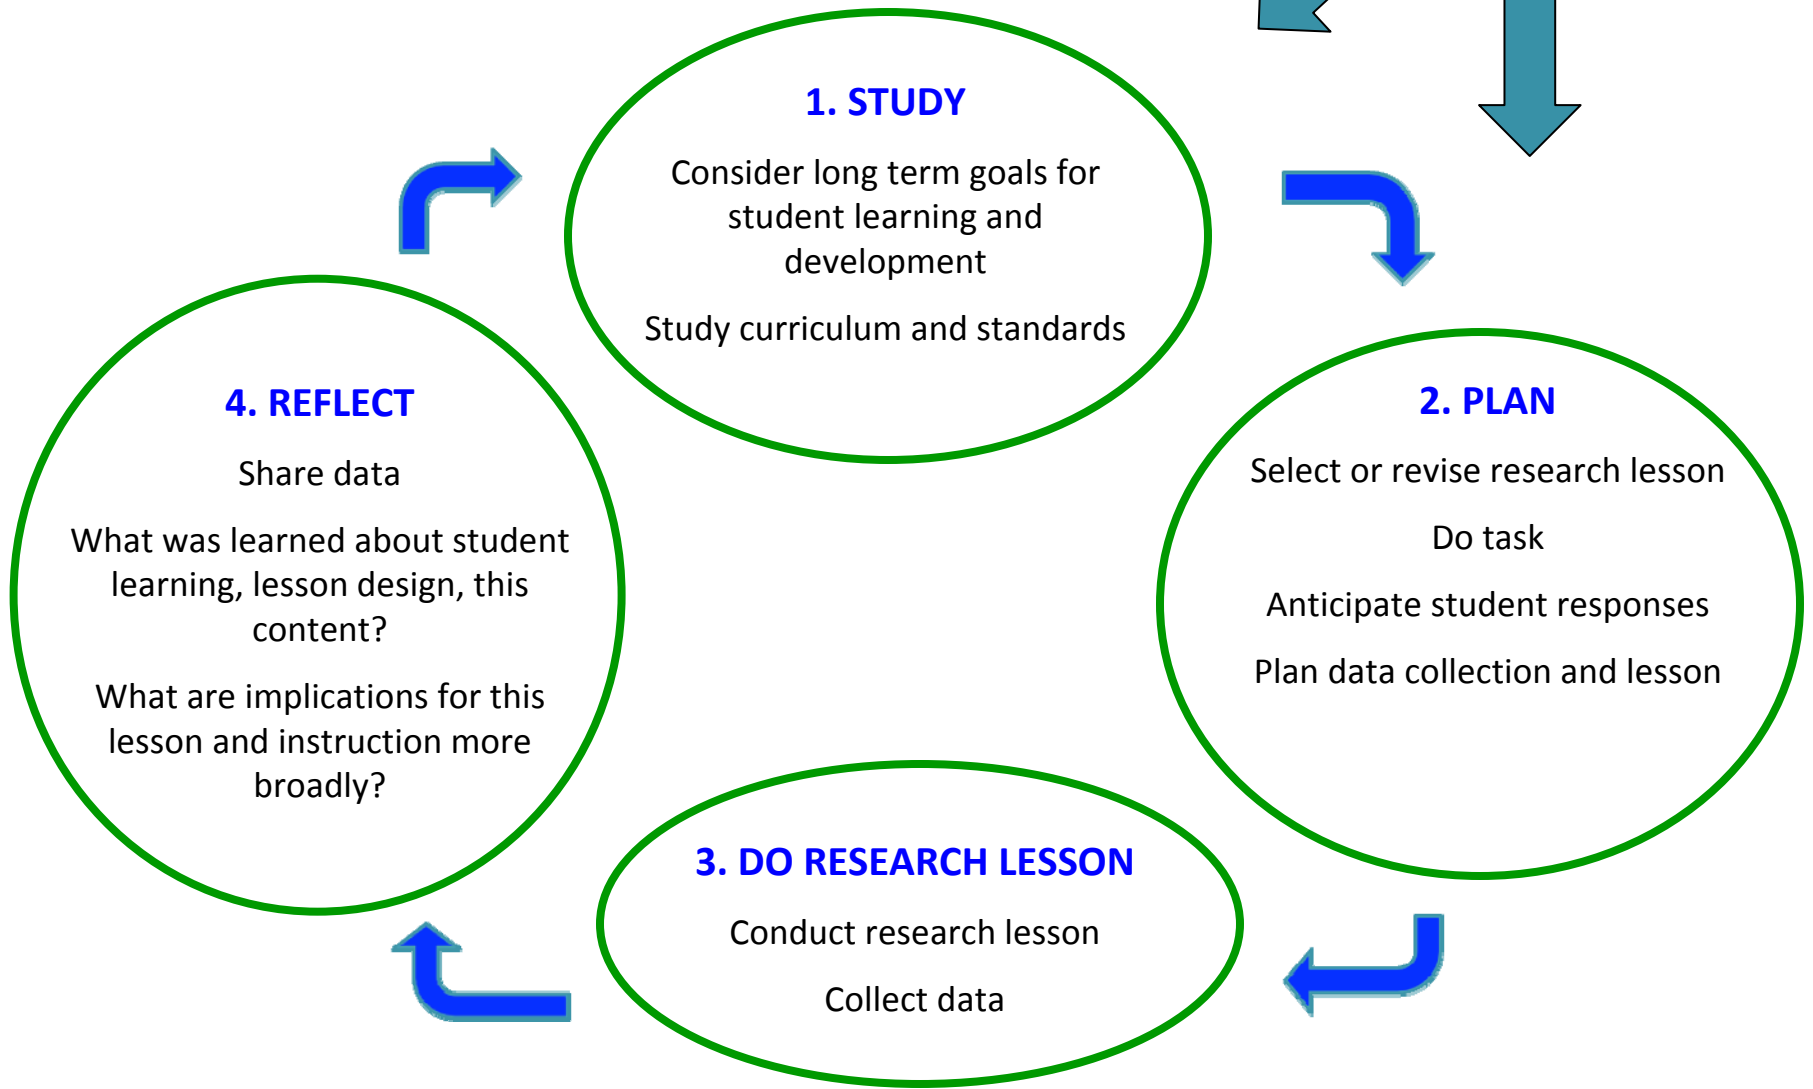 1. STUDY
Consider long term goals for
student learning and
development
Study curriculum and standards
2. PLAN
Select or revise research lesson
Do task
Anticipate student responses
Plan data collection and lesson
3. DO RESEARCH LESSON
Conduct research lesson
Collect data
4. REFLECT
Share data
What was learned about student
learning, lesson design, this
content?
What are implications for this
lesson and instruction more
broadly?